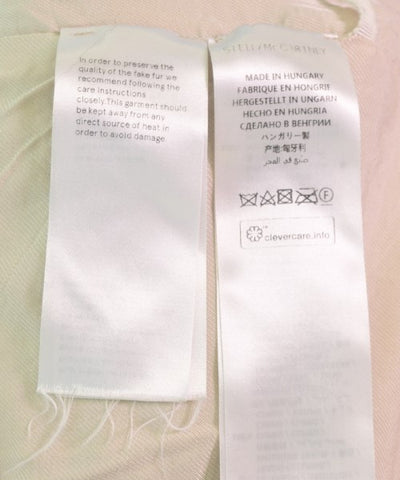 In order to preserve the
quality of the fake fur we
recommend following the
care instructions
closely.This garment should
be kept away from any
direct source of heat in
order to avoid damage.
STELLA McCARTNEY
MADE IN HUNGARY
FABRIQUE EN HONGRIE
HERGESTELLT IN UNGARN
HECHO EN HUNGRIA
СДЕЛАНО В ВЕНГРИИ
ハンガリー製
产地:匈牙利
صنع في المجر
F
clevercare.info